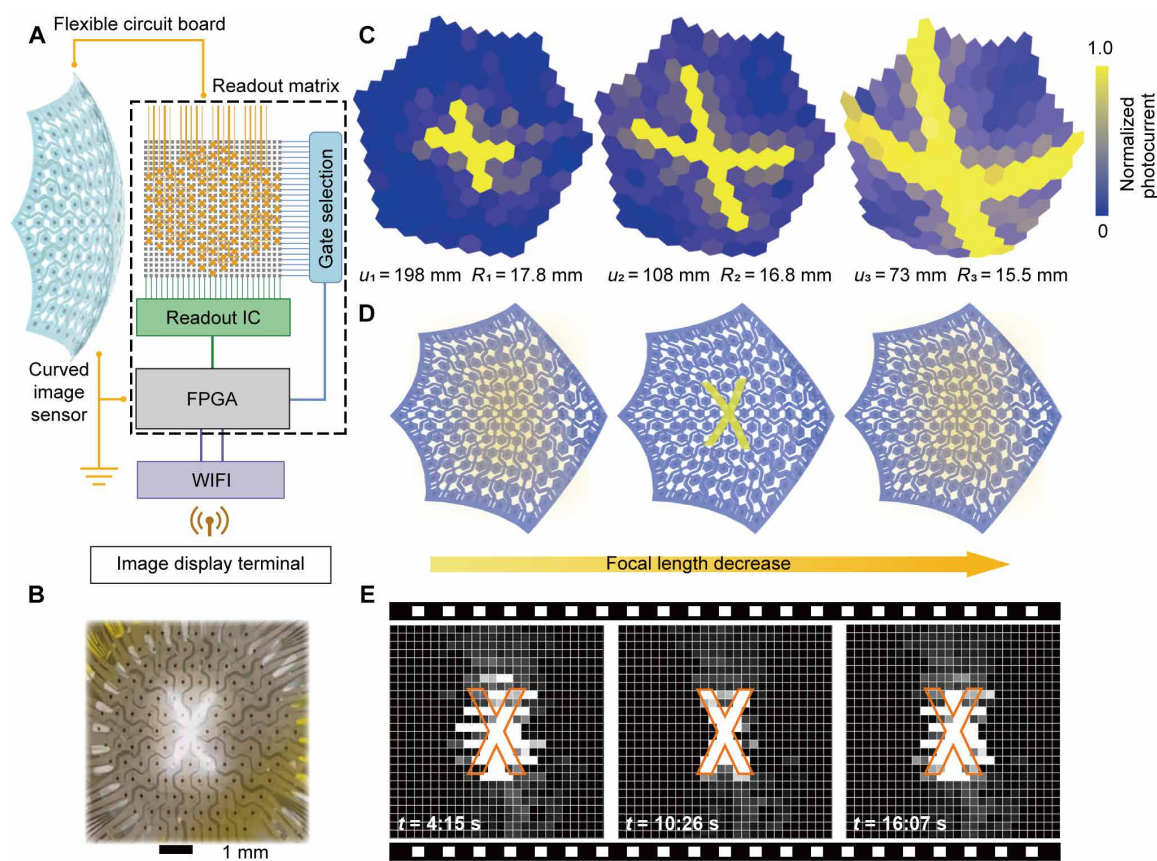 A
Flexible circuit board
Readout matrix
Gate selection
Readout IC
Curved
image
sensor
FPGA
WIFI
Image display terminal
B
1 mm
C
1.0
Normalized
photocurrent
0
u₁ = 198 mm R₁ = 17.8 mm
u₂ = 108 mm R₂ = 16.8 mm
u₃ = 73 mm R₃ = 15.5 mm
D
Focal length decrease
E
t = 4:15 s
t = 10:26 s
t = 16:07 s